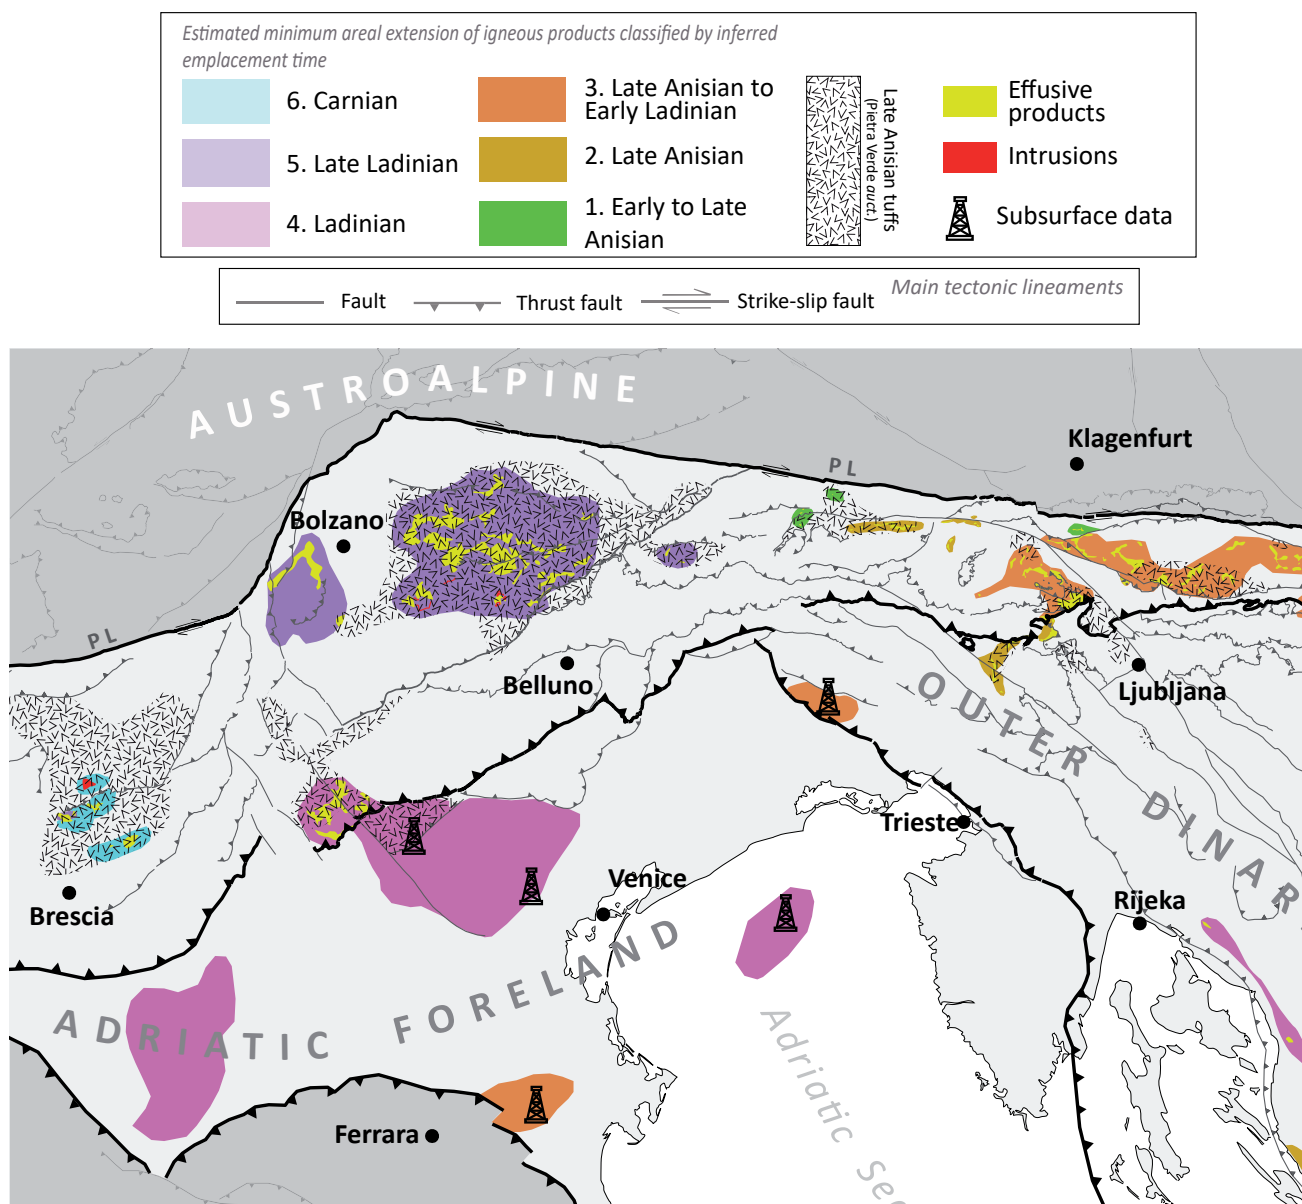 Estimated minimum areal extension of igneous products classified by inferred
emplacement time
6. Carnian
5. Late Ladinian
4. Ladinian
3. Late Anisian to
Early Ladinian
2. Late Anisian
1. Early to Late
Anisian
Late Anisian tuffs
(Pietra Verde auct.)
Effusive
products
Intrusions
Subsurface data
Fault
Thrust fault
Strike-slip fault
Main tectonic lineaments
AUSTROALPINE
Klagenfurt
PL
Bolzano
PL
Belluno
Ljubljana
OUTER DINAR
Trieste
Venice
Brescia
Rijeka
ADRIATIC FORELAND
Adriatic Sea
Ferrara